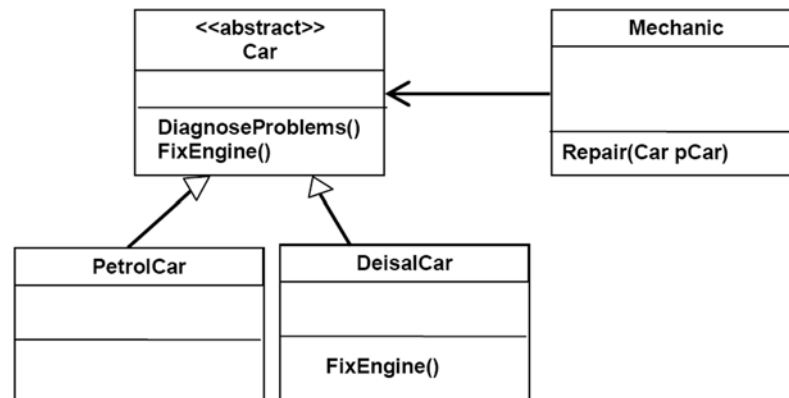 <<abstract>>
Car
DiagnoseProblems()
FixEngine()
Mechanic
Repair(Car pCar)
PetrolCar
DeisalCar
FixEngine()